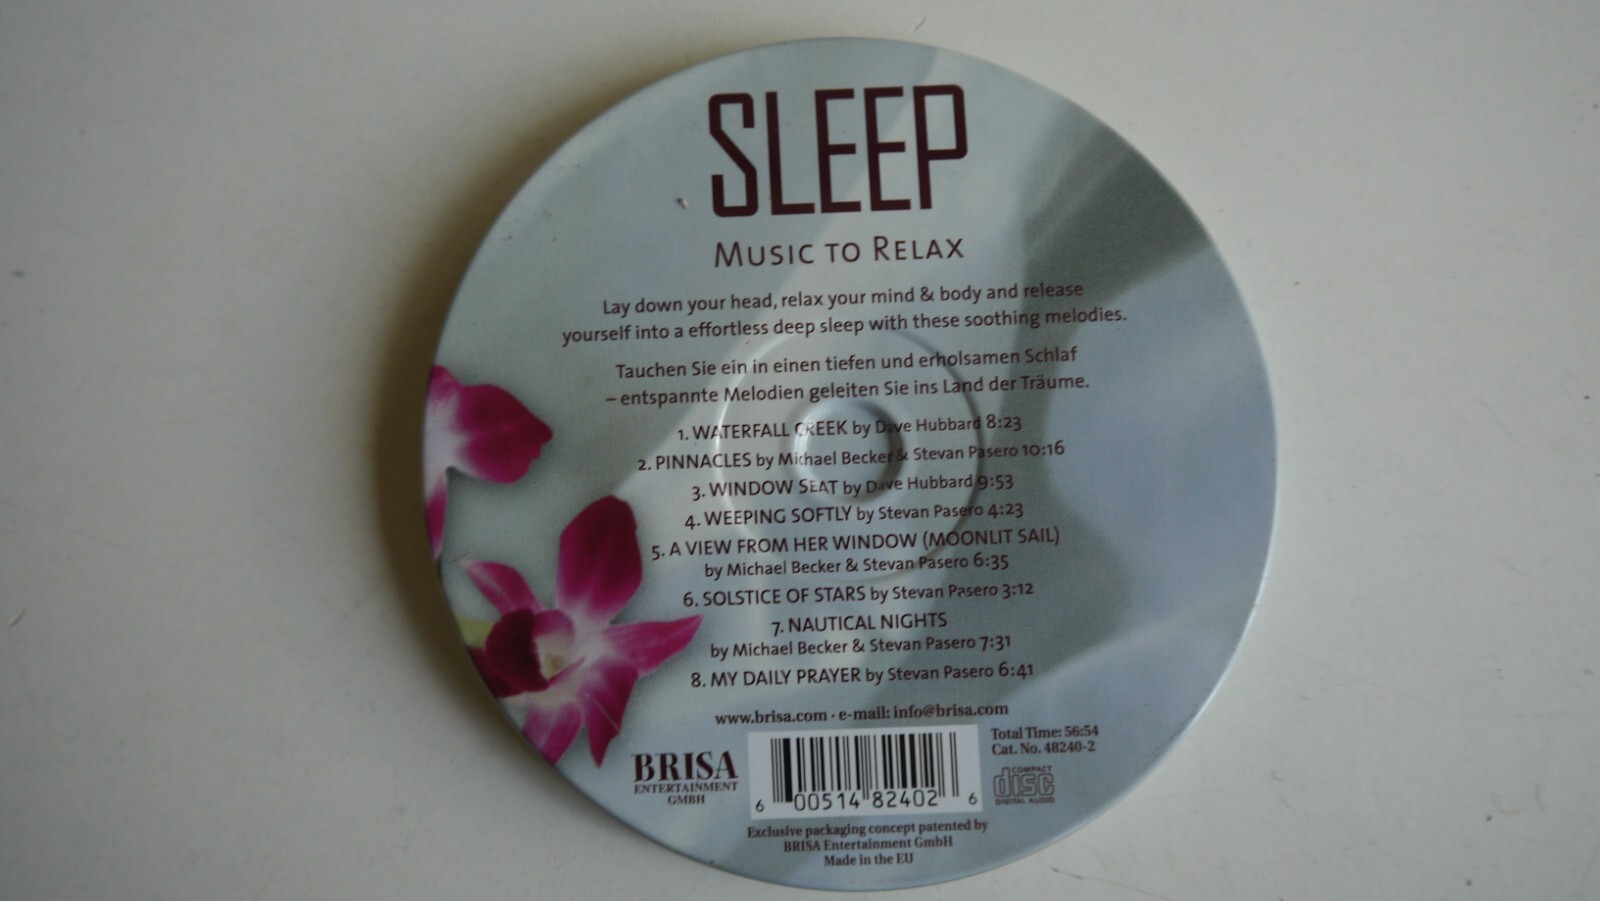 SLEEP
MUSIC TO RELAX
Lay down your head, relax your mind & body and release
yourself into a effortless deep sleep with these soothing melodies.
Tauchen Sie ein in einen tiefen und erholsamen Schlaf
– entspannte Melodien geleiten Sie ins Land der Träume.
1. WATERFALL CREEK by Dave Hubbard 8:23
2. PINNACLES by Michael Becker & Stevan Pasero 10:16
3. WINDOW SEAT by Dave Hubbard 9:53
4. WEEPING SOFTLY by Stevan Pasero 4:23
5. A VIEW FROM HER WINDOW (MOONLIT SAIL)
by Michael Becker & Stevan Pasero 6:35
6. SOLSTICE OF STARS by Stevan Pasero 3:12
7. NAUTICAL NIGHTS
by Michael Becker & Stevan Pasero 7:31
8. MY DAILY PRAYER by Stevan Pasero 6:41
www.brisa.com · e-mail: info@brisa.com
BRISA
ENTERTAINMENT
GMBH
6 00514 82402 6
Total Time: 56:54
Cat. No. 48240-2
COMPACT
disc
DIGITAL AUDIO
Exclusive packaging concept patented by
BRISA Entertainment GmbH
Made in the EU